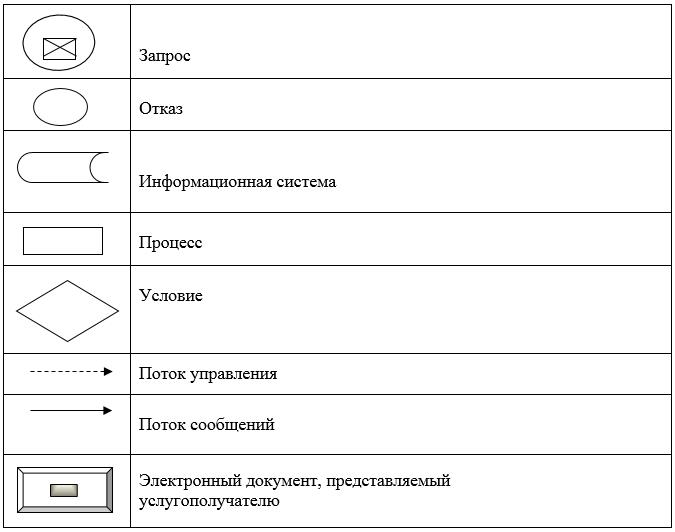 Запрос
Отказ
Информационная система
Процесс
Условие
Поток управления
Поток сообщений
Электронный документ, представляемый
услугополучателю